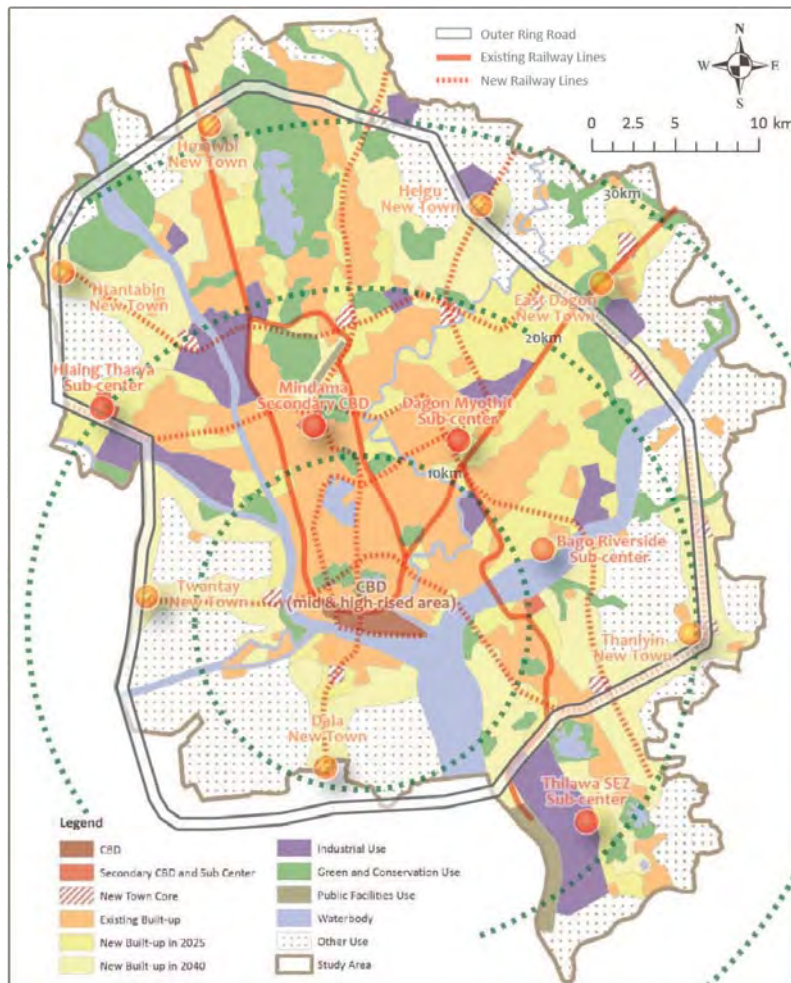 Outer Ring Road
Existing Railway Lines
New Railway Lines
N
W E
S
0 2.5 5 10 km
Hmawbi
New Town
30km
Helgu
New Town
Htantabin
New Town
East Dagon
New Town
20km
Hlaing Tharya
Sub-center
Mindama
Secondary CBD
Dagon Myothit
Sub-center
10km
Bago Riverside
Sub-center
CBD
(mid & high-rised area)
Twontay
New Town
Thanlyin
New Town
Dala
New Town
Thilawa SEZ
Sub-center
Legend
CBD
Secondary CBD and Sub Center
New Town Core
Existing Built-up
New Built-up in 2025
New Built-up in 2040
Industrial Use
Green and Conservation Use
Public Facilities Use
Waterbody
Other Use
Study Area